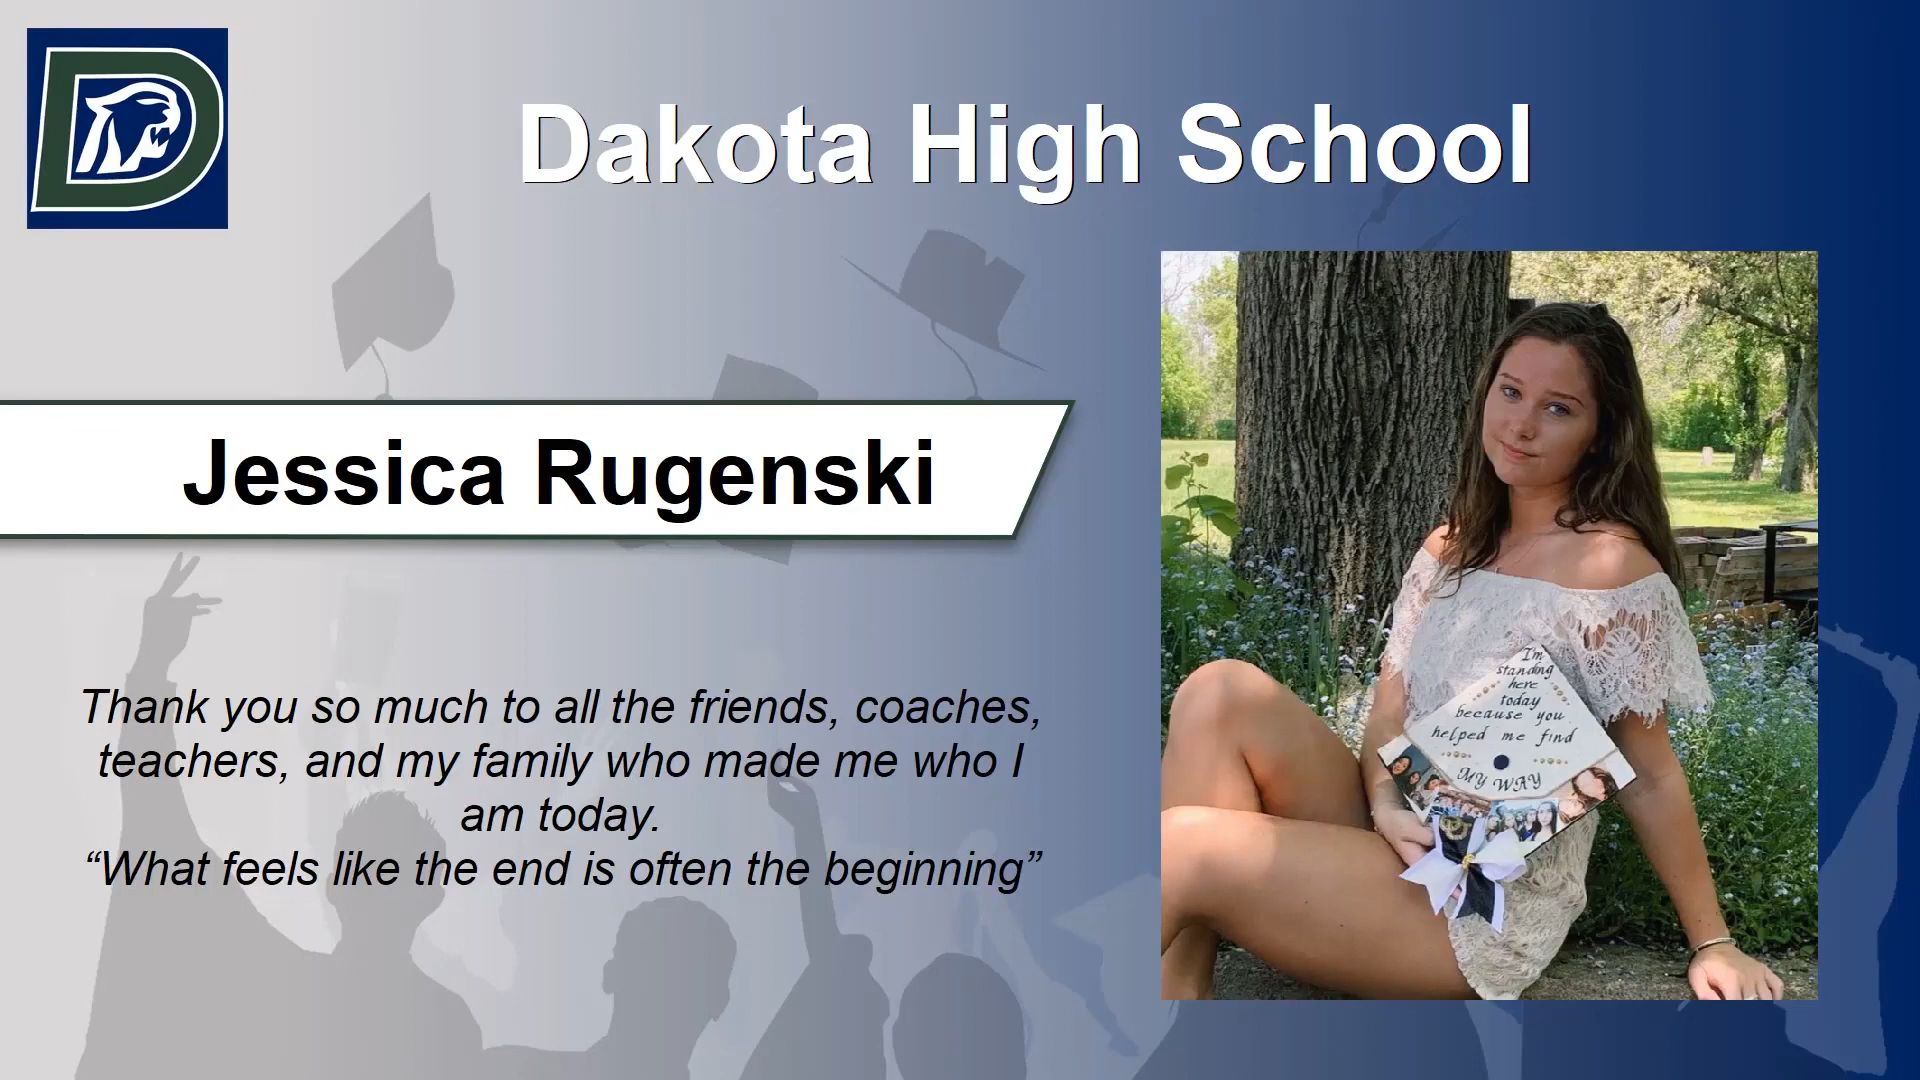 D
Dakota High School
Jessica Rugenski
Thank you so much to all the friends, coaches,
teachers, and my family who made me who I
am today.
“What feels like the end is often the beginning”
I'm
standing
here
today
because you
helped me find
MY WAY